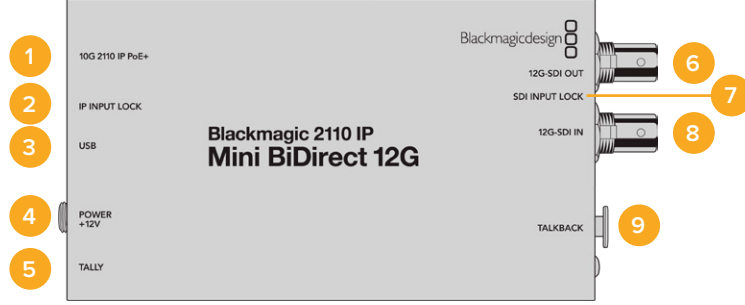 1
10G 2110 IP PoE+
2
IP INPUT LOCK
3
USB
4
POWER
+12V
5
TALLY
Blackmagic 2110 IP
Mini BiDirect 12G
Blackmagicdesign
12G-SDI OUT
6
SDI INPUT LOCK
7
12G-SDI IN
8
TALKBACK
9